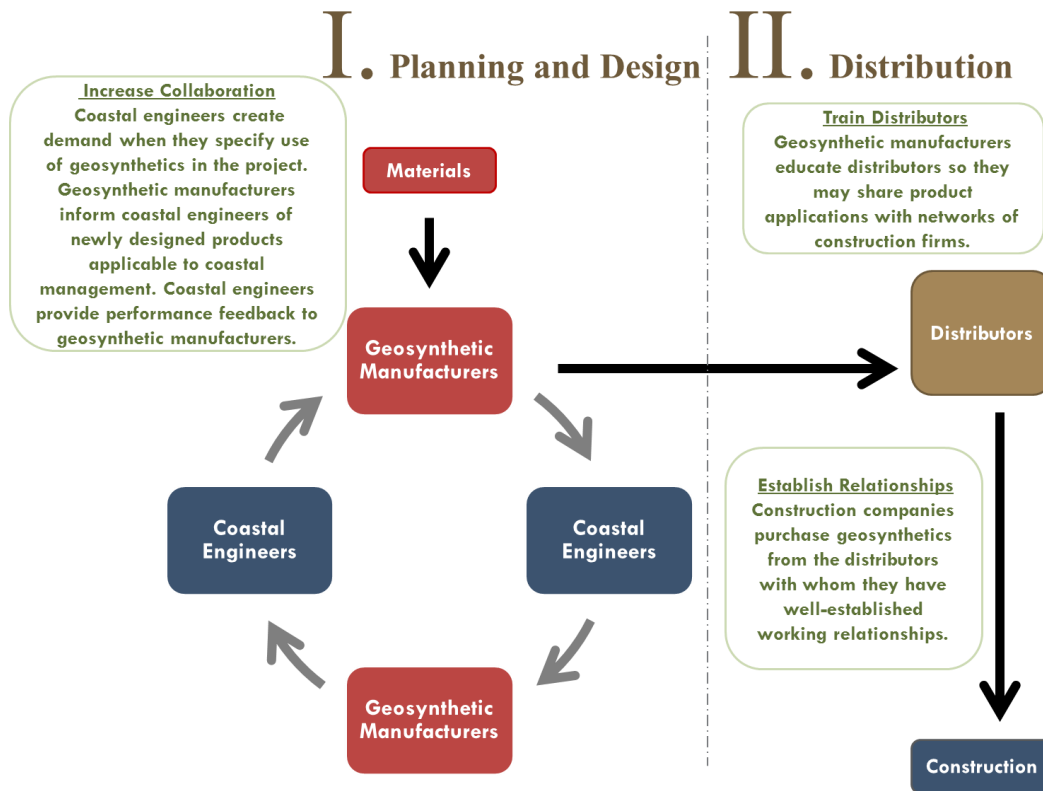 I. Planning and Design
Increase Collaboration
Coastal engineers create
demand when they specify use
of geosynthetics in the project.
Geosynthetic manufacturers
inform coastal engineers of
newly designed products
applicable to coastal
management. Coastal engineers
provide performance feedback to
geosynthetic manufacturers.
Materials
Geosynthetic
Manufacturers
Coastal
Engineers
Coastal
Engineers
Geosynthetic
Manufacturers
II. Distribution
Train Distributors
Geosynthetic manufacturers
educate distributors so they
may share product
applications with networks of
construction firms.
Distributors
Establish Relationships
Construction companies
purchase geosynthetics
from the distributors
with whom they have
well-established
working relationships.
Construction